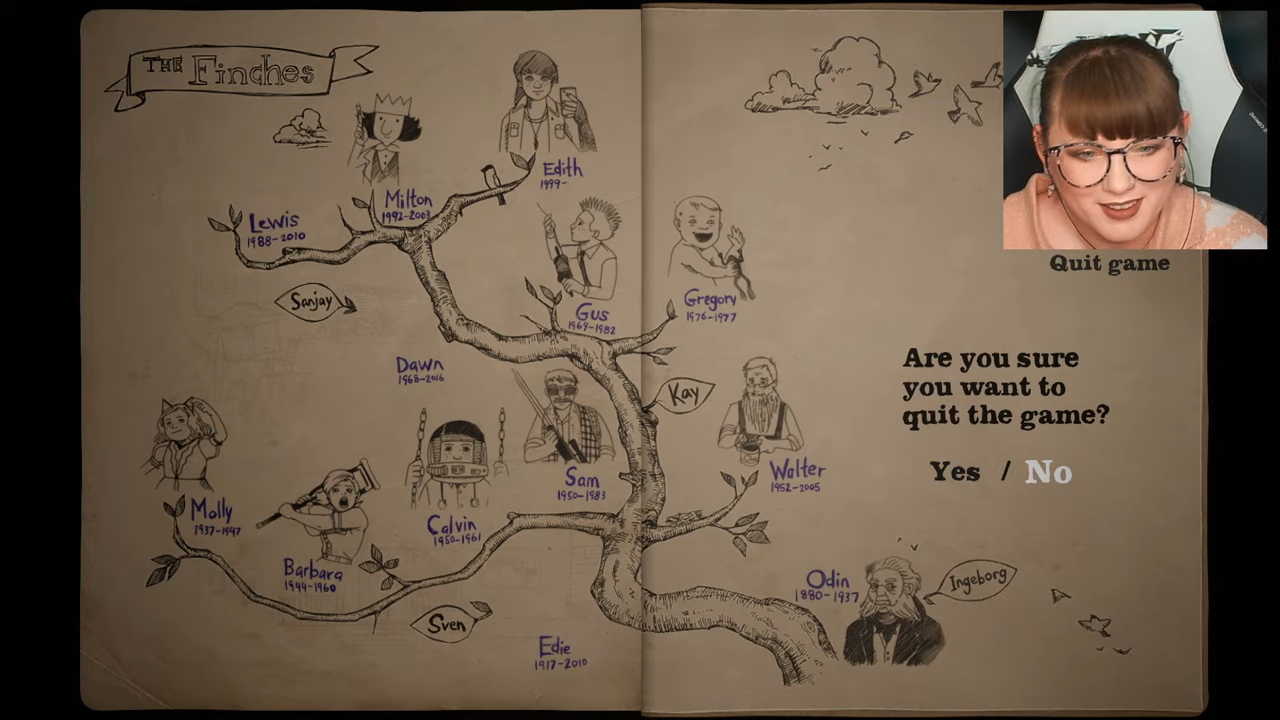 THE Finches
Edith
1999-
Milton
1992-2003
Lewis
1988-2010
Sanjay
Gus
1969-1982
Gregory
1976-1977
Dawn
1968-2016
Kay
Sam
1950-1983
Walter
1952-2005
Molly
1937-1947
Calvin
1950-1961
Barbara
1944-1960
Sven
Odin
1880-1937
Ingeborg
Edie
1917-2010
Quit game
Are you sure
you want to
quit the game?
Yes / No